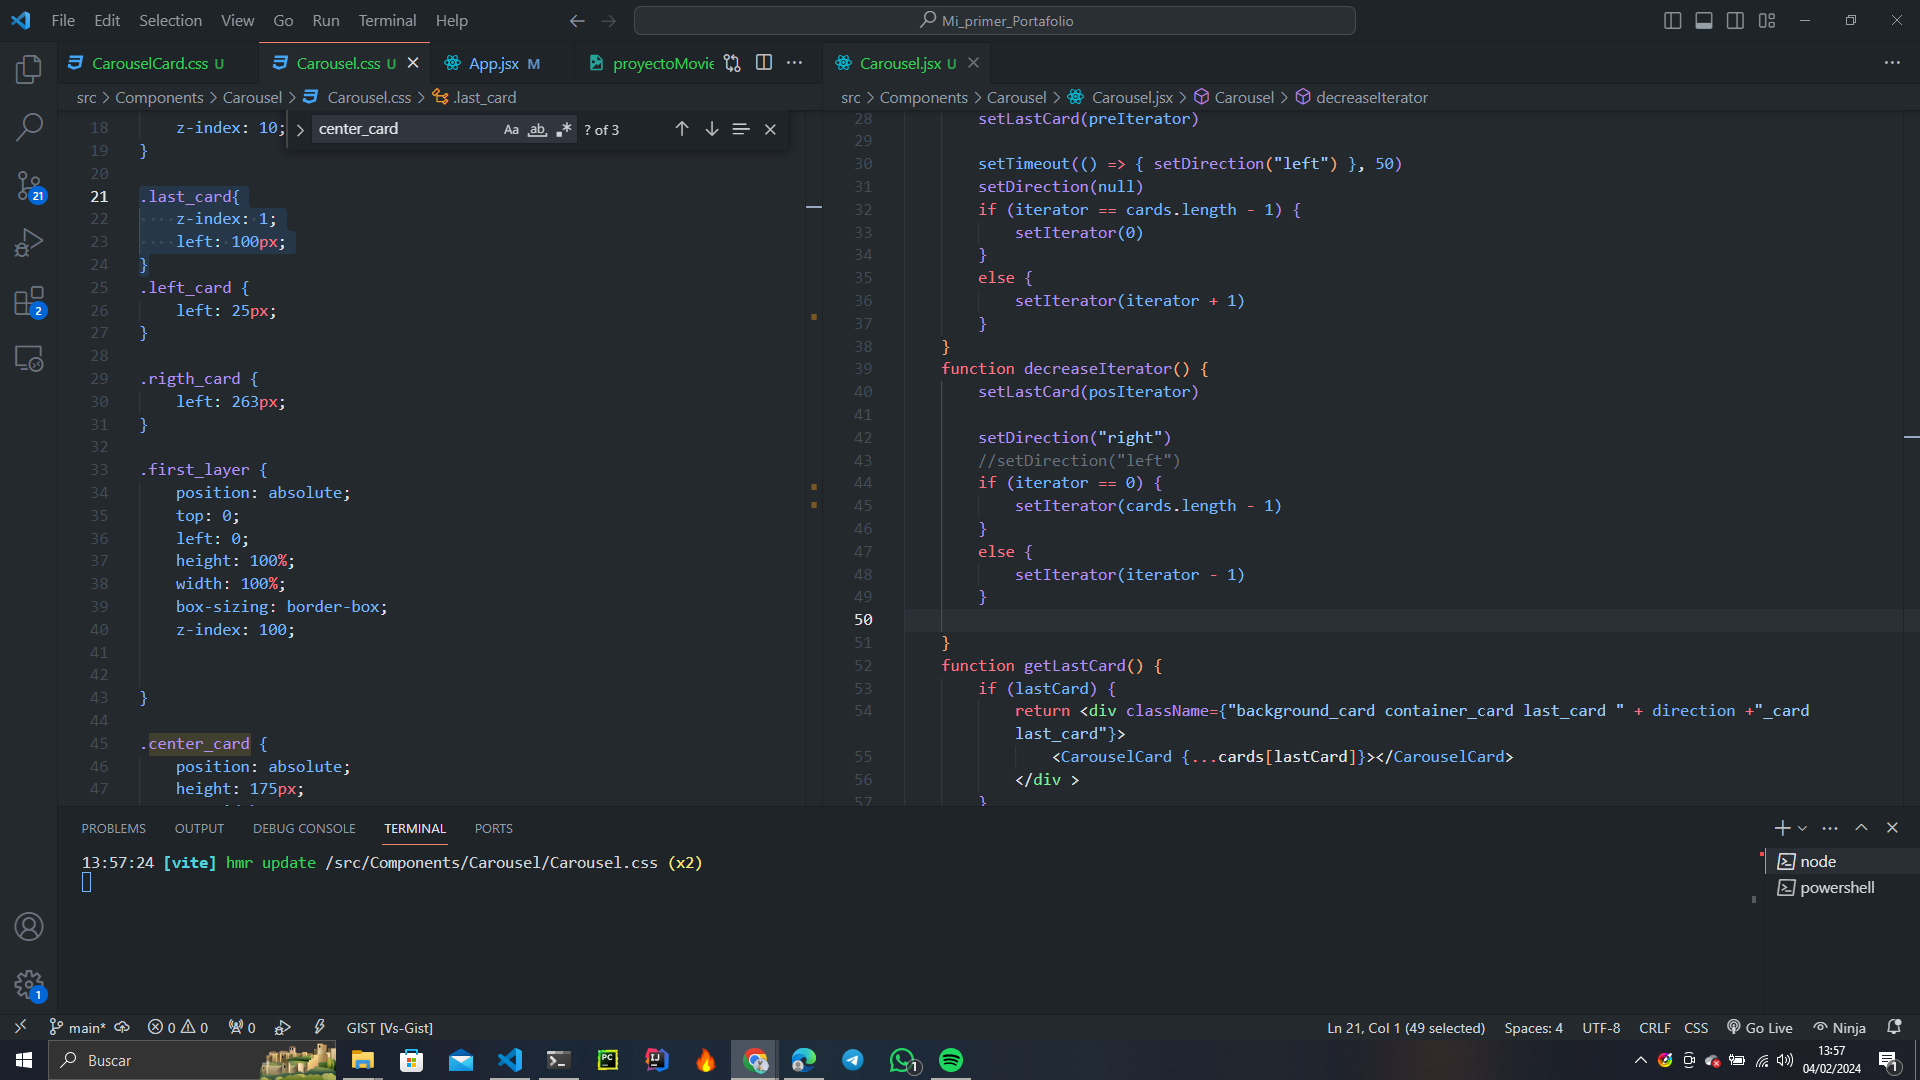 File Edit Selection View Go Run Terminal Help
Mi_primer_Portafolio
CarouselCard.css U
Carousel.css U
App.jsx M
proyectoMovie
Carousel.jsx U
src > Components > Carousel > Carousel.css > .last_card
src > Components > Carousel > Carousel.jsx > Carousel > decreaseIterator
center_card
Aa ab .* ? of 3
18 z-index: 10;
19 }
20
21 .last_card{
22 ····z-index:·1;
23 ····left:·100px;
24 }
25 .left_card {
26 left: 25px;
27 }
28
29 .rigth_card {
30 left: 263px;
31 }
32
33 .first_layer {
34 position: absolute;
35 top: 0;
36 left: 0;
37 height: 100%;
38 width: 100%;
39 box-sizing: border-box;
40 z-index: 100;
41
42
43 }
44
45 .center_card {
46 position: absolute;
47 height: 175px;
28 setLastCard(preIterator)
29
30 setTimeout(() => { setDirection("left") }, 50)
31 setDirection(null)
32 if (iterator == cards.length - 1) {
33 setIterator(0)
34 }
35 else {
36 setIterator(iterator + 1)
37 }
38 }
39 function decreaseIterator() {
40 setLastCard(posIterator)
41
42 setDirection("right")
43 //setDirection("left")
44 if (iterator == 0) {
45 setIterator(cards.length - 1)
46 }
47 else {
48 setIterator(iterator - 1)
49 }
50
51 }
52 function getLastCard() {
53 if (lastCard) {
54 return <div className={"background_card container_card last_card " + direction +"_card
last_card"}>
55 <CarouselCard {...cards[lastCard]}></CarouselCard>
56 </div >
57 }
21
2
1
PROBLEMS OUTPUT DEBUG CONSOLE TERMINAL PORTS
13:57:24 [vite] hmr update /src/Components/Carousel/Carousel.css (x2)
node
powershell
main* 0 0 0 GIST [Vs-Gist]
Ln 21, Col 1 (49 selected) Spaces: 4 UTF-8 CRLF CSS Go Live Ninja
Buscar
PC
IJ
1
13:57
04/02/2024
1